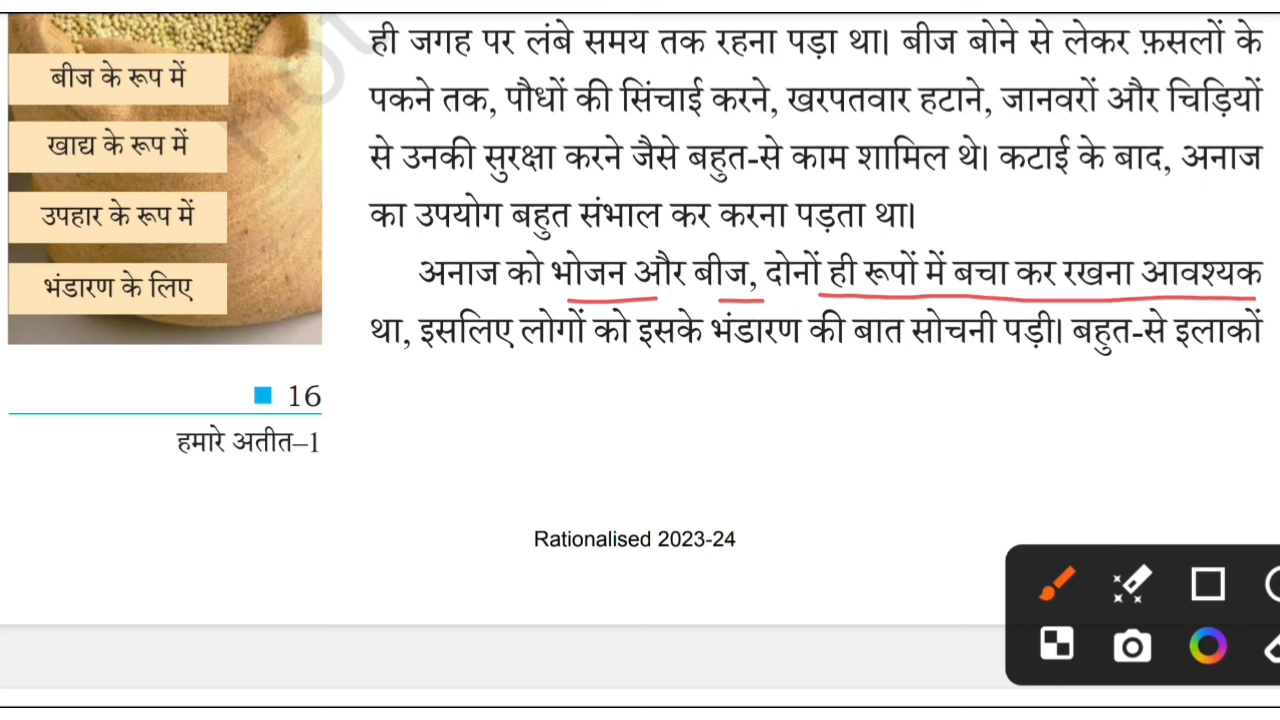 बीज के रूप में
खाद्य के रूप में
उपहार के रूप में
भंडारण के लिए
16
हमारे अतीत–1
ही जगह पर लंबे समय तक रहना पड़ा था। बीज बोने से लेकर फ़सलों के
पकने तक, पौधों की सिंचाई करने, खरपतवार हटाने, जानवरों और चिड़ियों
से उनकी सुरक्षा करने जैसे बहुत-से काम शामिल थे। कटाई के बाद, अनाज
का उपयोग बहुत संभाल कर करना पड़ता था।
अनाज को भोजन और बीज, दोनों ही रूपों में बचा कर रखना आवश्यक
था, इसलिए लोगों को इसके भंडारण की बात सोचनी पड़ी। बहुत-से इलाकों
Rationalised 2023-24